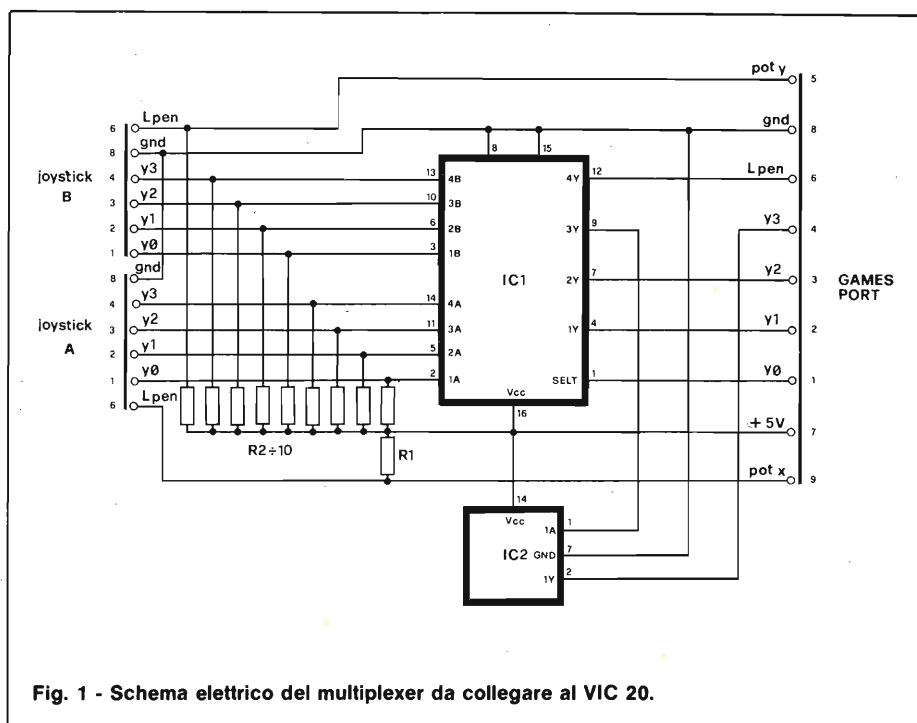 pot y 5
6 Lpen
gnd 8
8 gnd
8 15
joystick B
4 y3 13 4B 4Y 12 Lpen 6
3 y2 10 3B 3Y 9 y3 4
2 y1 6 2B 2Y 7 y2 3
1 y0 3 1B IC1
GAMES PORT
8 gnd
joystick A
4 y3 14 4A
3 y2 11 3A 1Y 4 y1 2
2 y1 5 2A
1 y0 2 1A SELT 1 y0 1
6 Lpen
Vcc
16
+5V 7
R2÷10
R1
pot x 9
14
Vcc
1A 1
IC2 GND 7
1Y 2
Fig. 1 - Schema elettrico del multiplexer da collegare al VIC 20.